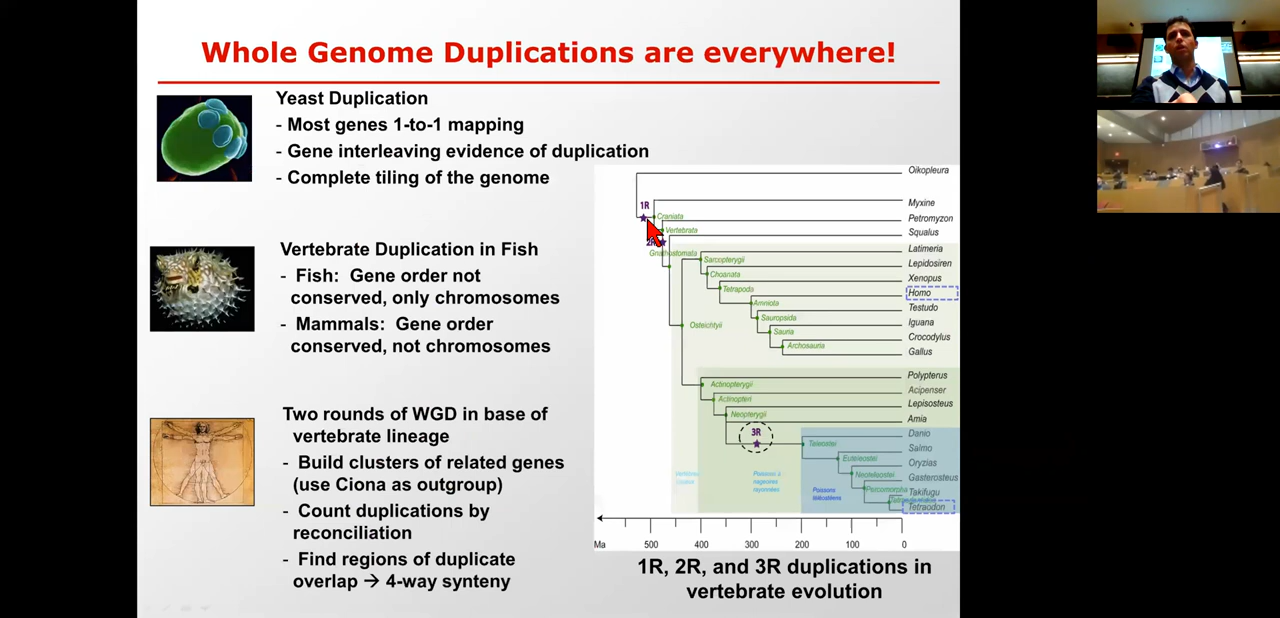 Whole Genome Duplications are everywhere!
Yeast Duplication
- Most genes 1-to-1 mapping
- Gene interleaving evidence of duplication
- Complete tiling of the genome
Vertebrate Duplication in Fish
- Fish: Gene order not
conserved, only chromosomes
- Mammals: Gene order
conserved, not chromosomes
Two rounds of WGD in base of
vertebrate lineage
- Build clusters of related genes
(use Ciona as outgroup)
- Count duplications by
reconciliation
- Find regions of duplicate
overlap → 4-way synteny
Oikopleura
1R
Myxine
Craniata
Petromyzon
Vertebrata
Squalus
Latimeria
Sarcopterygii
Lepidosiren
Choanata
Xenopus
Tetrapoda
Homo
Amniota
Testudo
Sauropsida
Iguana
Sauria
Crocodylus
Archosauria
Gallus
Osteichtyii
Polypterus
Actinopterygii
Acipenser
Actinopteri
Lepisosteus
Neopterygii
Amia
3R
Danio
Teleostei
Salmo
Euteleostei
Oryzias
Neoteleostei
Gasterosteus
Percomorpha
Takifugu
Tetraodon
Poissons à
nageoires
rayonnées
Poissons
téléostéens
Ma
500
400
300
200
100
0
1R, 2R, and 3R duplications in
vertebrate evolution